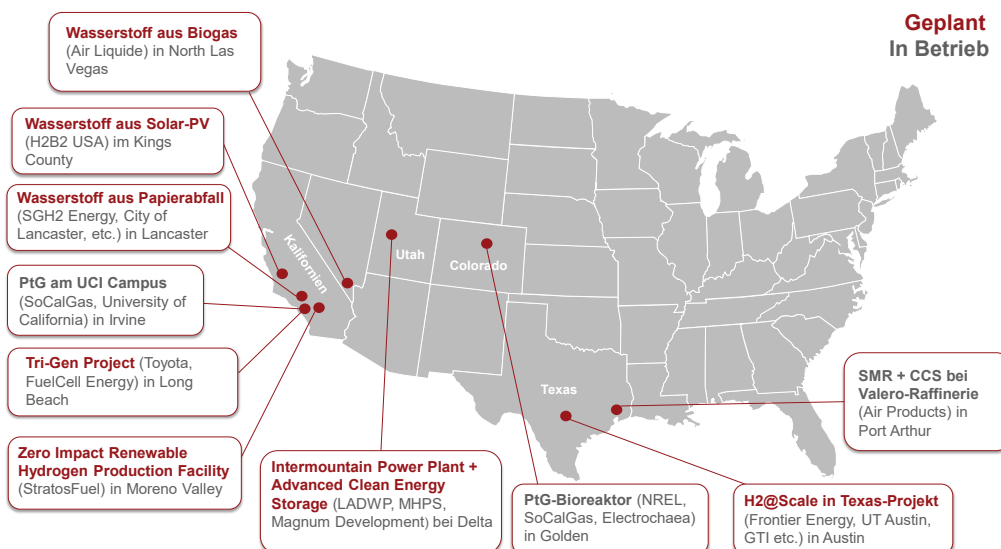 Geplant
In Betrieb
Wasserstoff aus Biogas
(Air Liquide) in North Las
Vegas
Wasserstoff aus Solar-PV
(H2B2 USA) im Kings
County
Wasserstoff aus Papierabfall
(SGH2 Energy, City of
Lancaster, etc.) in Lancaster
PtG am UCI Campus
(SoCalGas, University of
California) in Irvine
Tri-Gen Project (Toyota,
FuelCell Energy) in Long
Beach
Zero Impact Renewable
Hydrogen Production Facility
(StratosFuel) in Moreno Valley
Kalifornien
Utah
Colorado
Texas
Intermountain Power Plant +
Advanced Clean Energy
Storage (LADWP, MHPS,
Magnum Development) bei Delta
PtG-Bioreaktor (NREL,
SoCalGas, Electrochaea)
in Golden
H2@Scale in Texas-Projekt
(Frontier Energy, UT Austin,
GTI etc.) in Austin
SMR + CCS bei
Valero-Raffinerie
(Air Products) in
Port Arthur